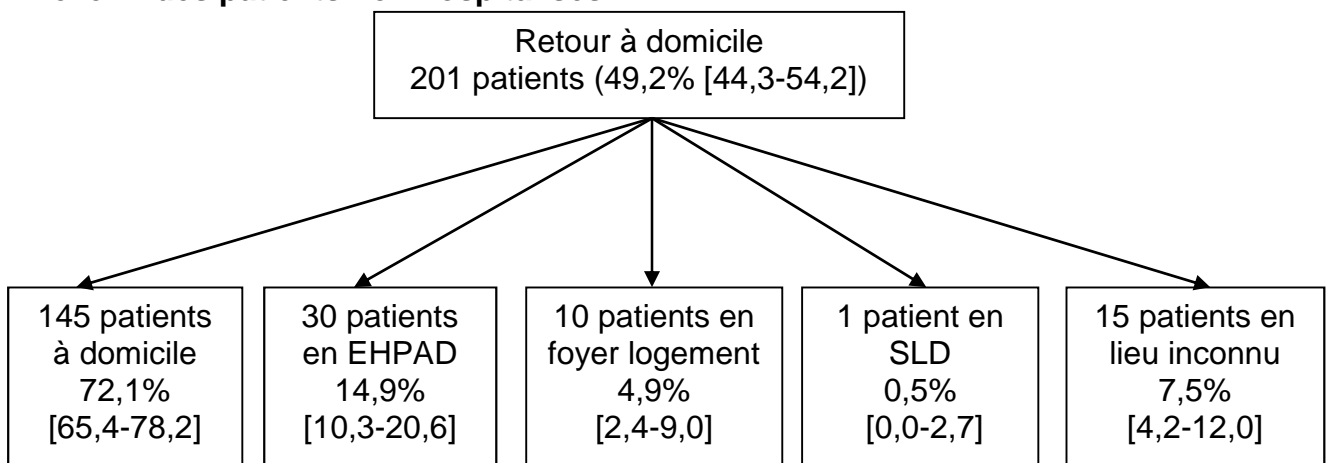 Retour à domicile
201 patients (49,2% [44,3-54,2])
145 patients
à domicile
72,1%
[65,4-78,2]
30 patients
en EHPAD
14,9%
[10,3-20,6]
10 patients en
foyer logement
4,9%
[2,4-9,0]
1 patient en
SLD
0,5%
[0,0-2,7]
15 patients en
lieu inconnu
7,5%
[4,2-12,0]